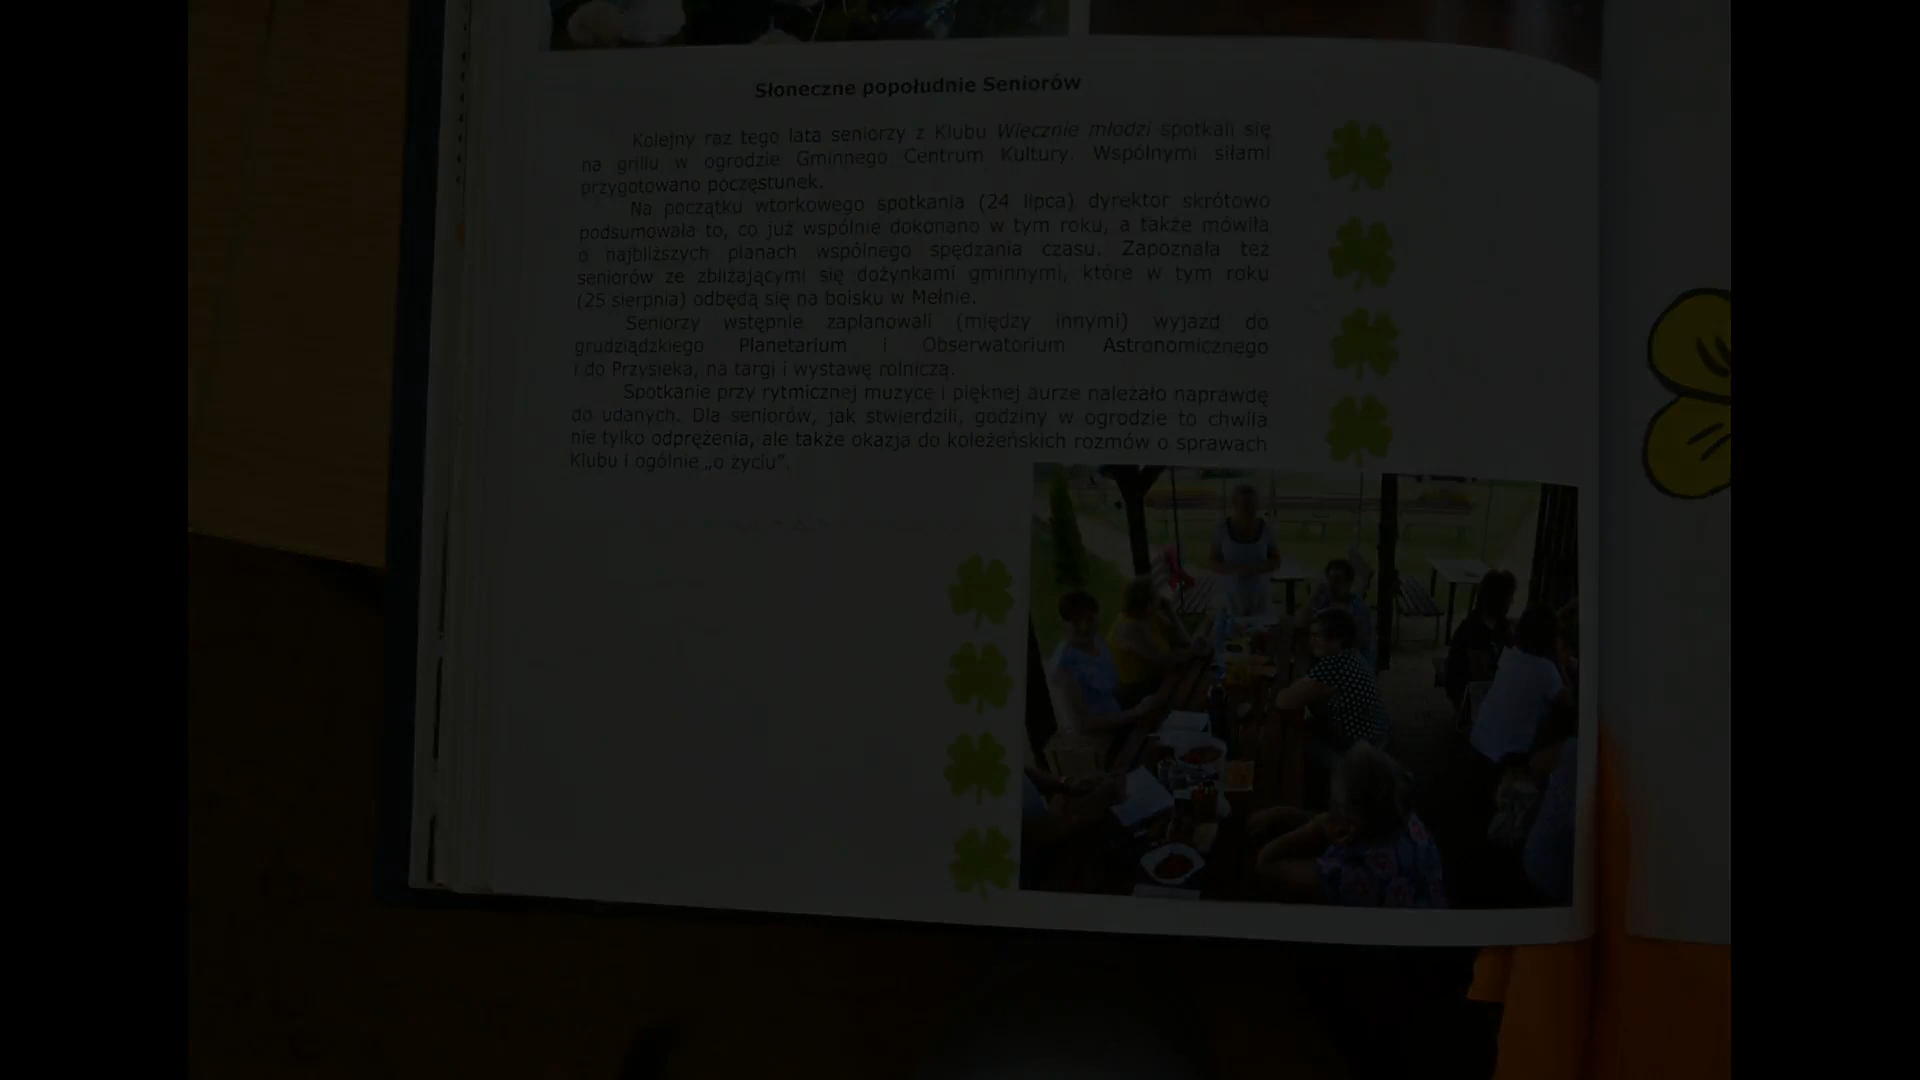 Słoneczne popołudnie Seniorów
Kolejny raz tego lata seniorzy z Klubu Wiecznie młodzi spotkali się
na grillu w ogrodzie Gminnego Centrum Kultury. Wspólnymi siłami
przygotowano poczęstunek.
Na początku wtorkowego spotkania (24 lipca) dyrektor skrótowo
podsumowała to, co już wspólnie dokonano w tym roku, a także mówiła
o najbliższych planach wspólnego spędzania czasu. Zapoznała też
seniorów ze zbliżającymi się dożynkami gminnymi, które w tym roku
(25 sierpnia) odbędą się na boisku w Mełnie.
Seniorzy wstępnie zaplanowali (między innymi) wyjazd do
grudziądzkiego Planetarium i Obserwatorium Astronomicznego
i do Przysieka, na targi i wystawę rolniczą.
Spotkanie przy rytmicznej muzyce i pięknej aurze należało naprawdę
do udanych. Dla seniorów, jak stwierdzili, godziny w ogrodzie to chwila
nie tylko odprężenia, ale także okazja do koleżeńskich rozmów o sprawach
Klubu i ogólnie „o życiu”.